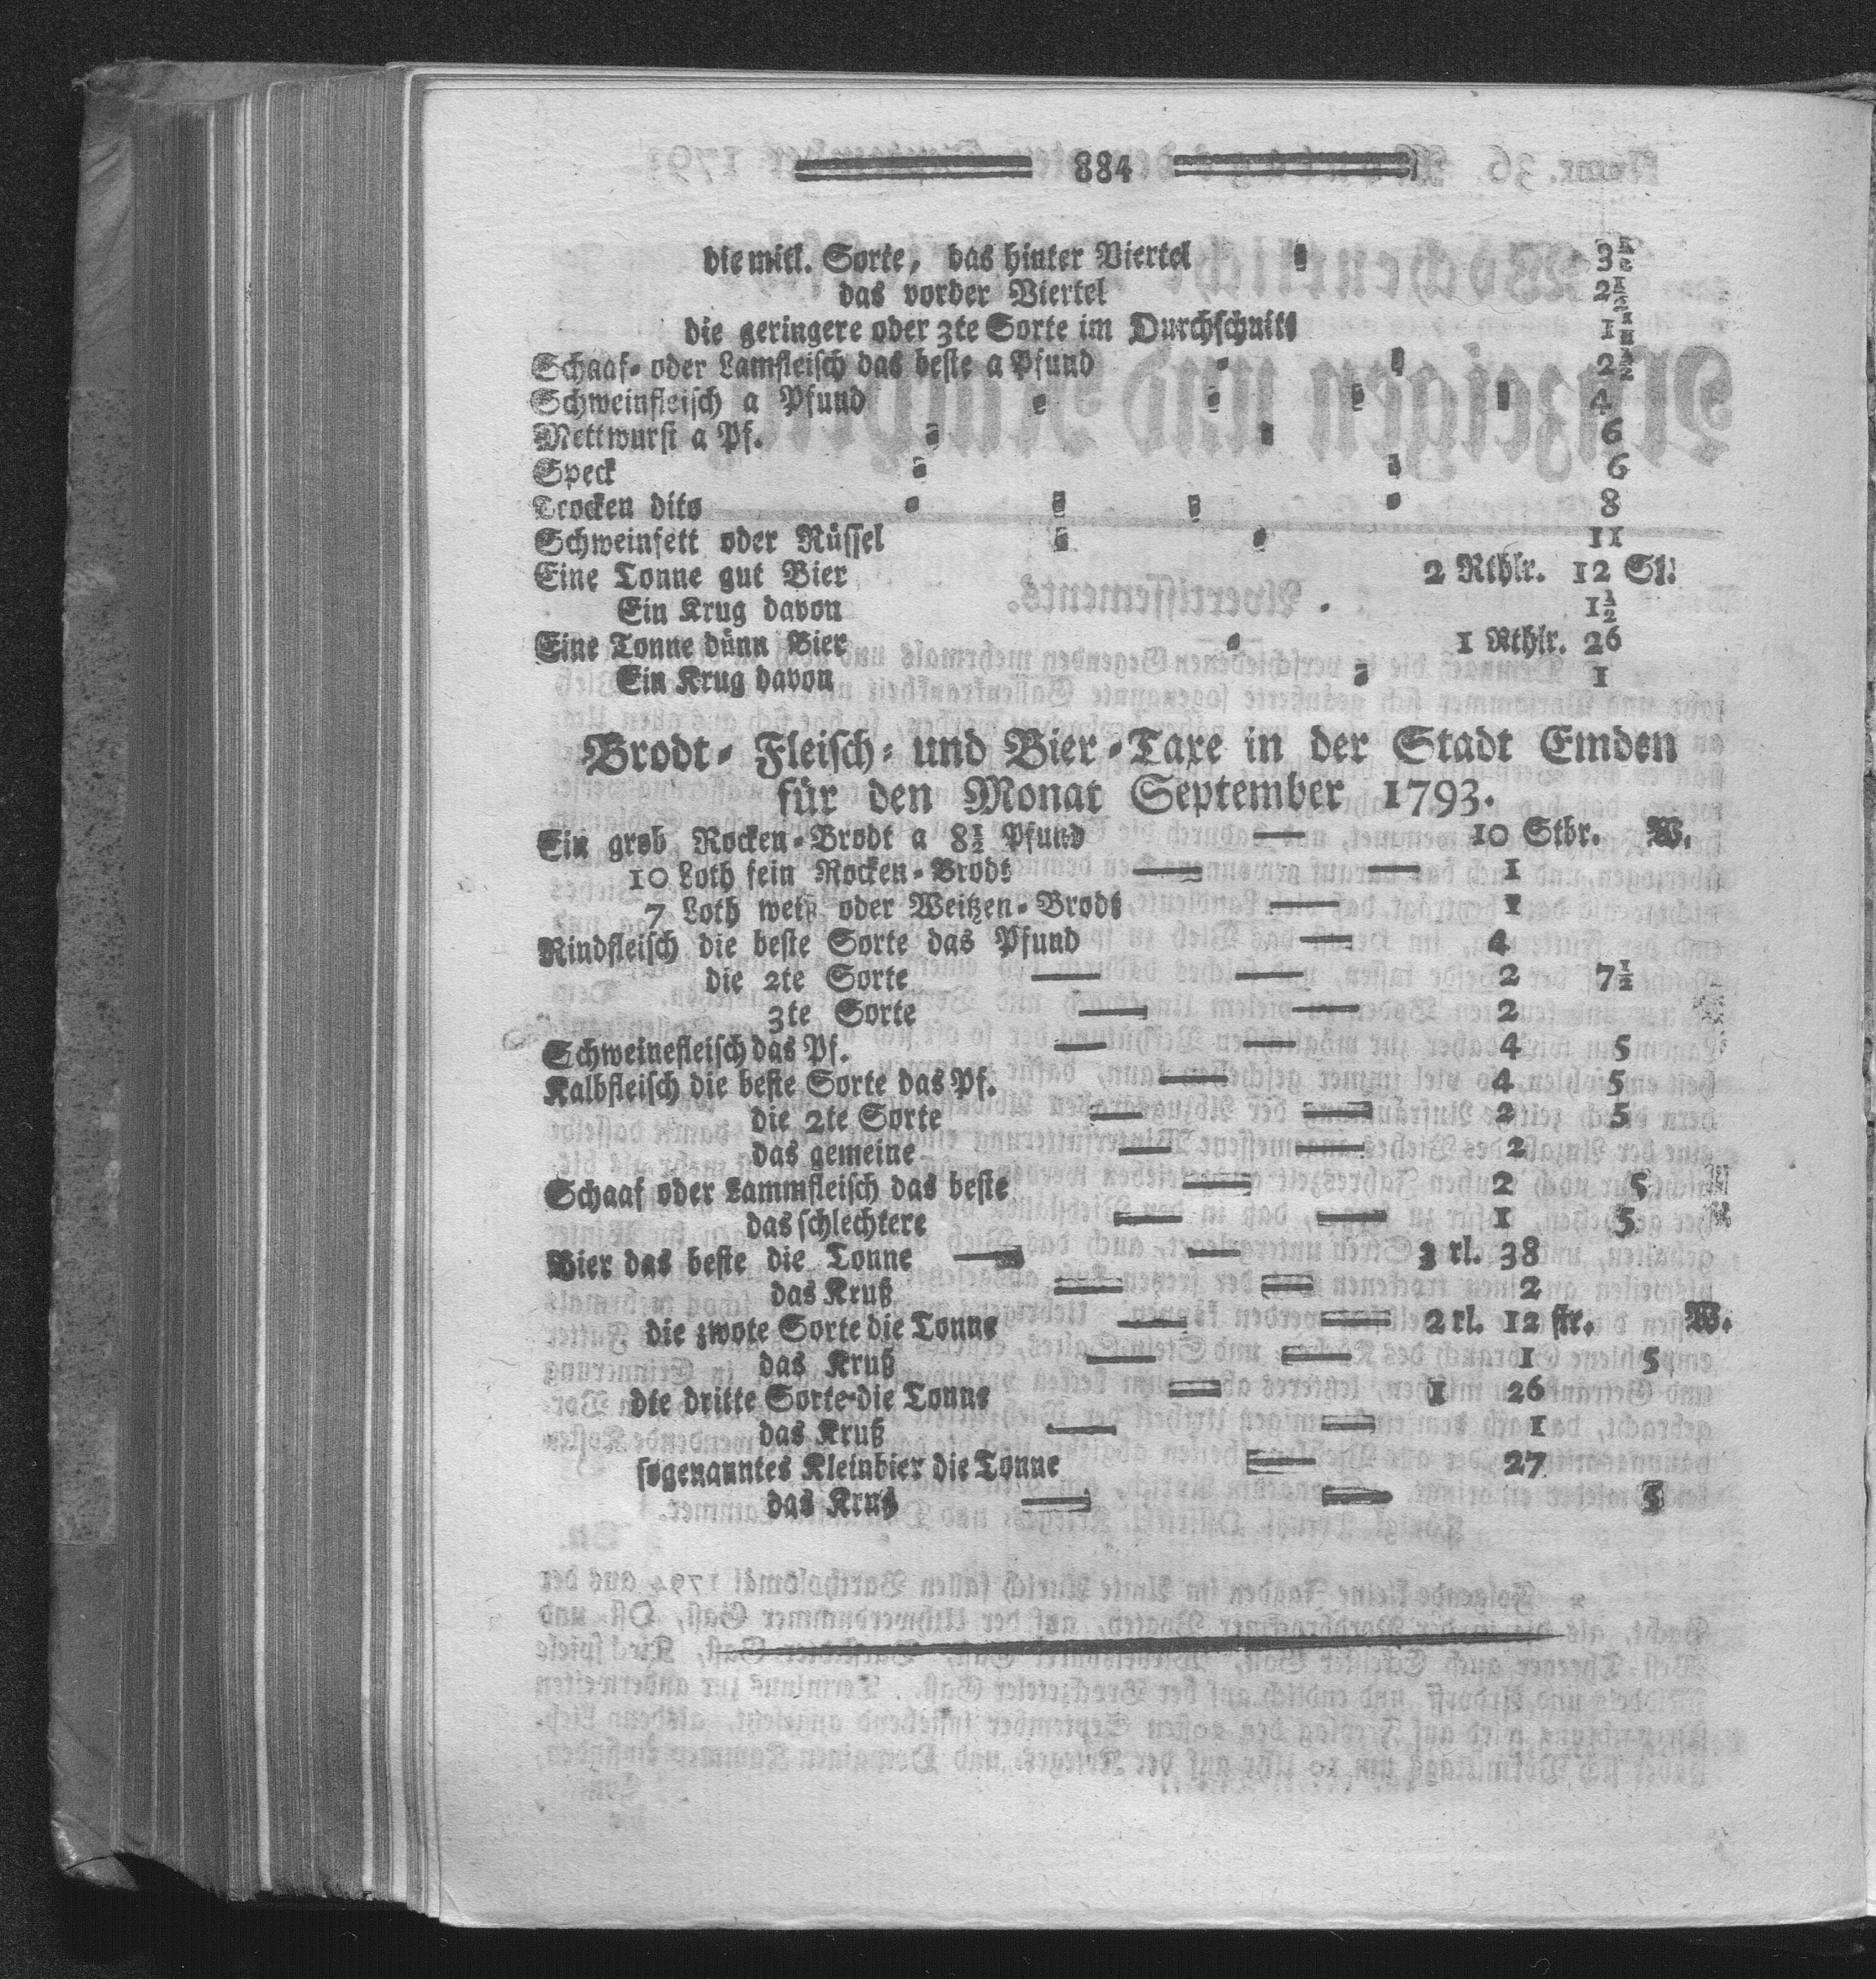 884
die mitl. Sorte, das hinter Viertel 3
das vorder Viertel 2½
die geringere oder 3te Sorte im Durchschnitt 1
Schaaf- oder Lamfleisch das beste a Pfund 2½
Schweinfleisch a Pfund 4
Mettwurst a Pf. 6
Speck 6
Trocken dito 8
Schweinfett oder Rüssel 11
Eine Tonne gut Bier 2 Rthlr. 12 St.
Ein Krug davon 1½
Eine Tonne dünn Bier 1 Rthlr. 26
Ein Krug davon 1
Brodt- Fleisch- und Bier-Taxe in der Stadt Emden
für den Monat September 1793.
Ein grob Rocken-Brodt a 8½ Pfund — 10 Stbr. W.
10 Loth fein Rocken-Brodt — — 1
7 Loth weiß oder Weitzen-Brodt — 1
Rindfleisch die beste Sorte das Pfund — 4
die 2te Sorte — — 2 7½
3te Sorte — — 2
Schweinefleisch das Pf. — — 4 5
Kalbfleisch die beste Sorte das Pf. — 4 5
die 2te Sorte — — 2 5
das gemeine — — 2
Schaaf oder Lammfleisch das beste — 2 5
das schlechtere — — 1 5
Bier das beste die Tonne — — 3 rl. 38
das Kruß — — 2
die zwote Sorte die Tonne — — 2 rl. 12 str. W.
das Kruß — — 1 5
die dritte Sorte die Tonne — 1 26
das Kruß — — 1
sogenanntes Kleinbier die Tonne — 27
das Kruß — — 5